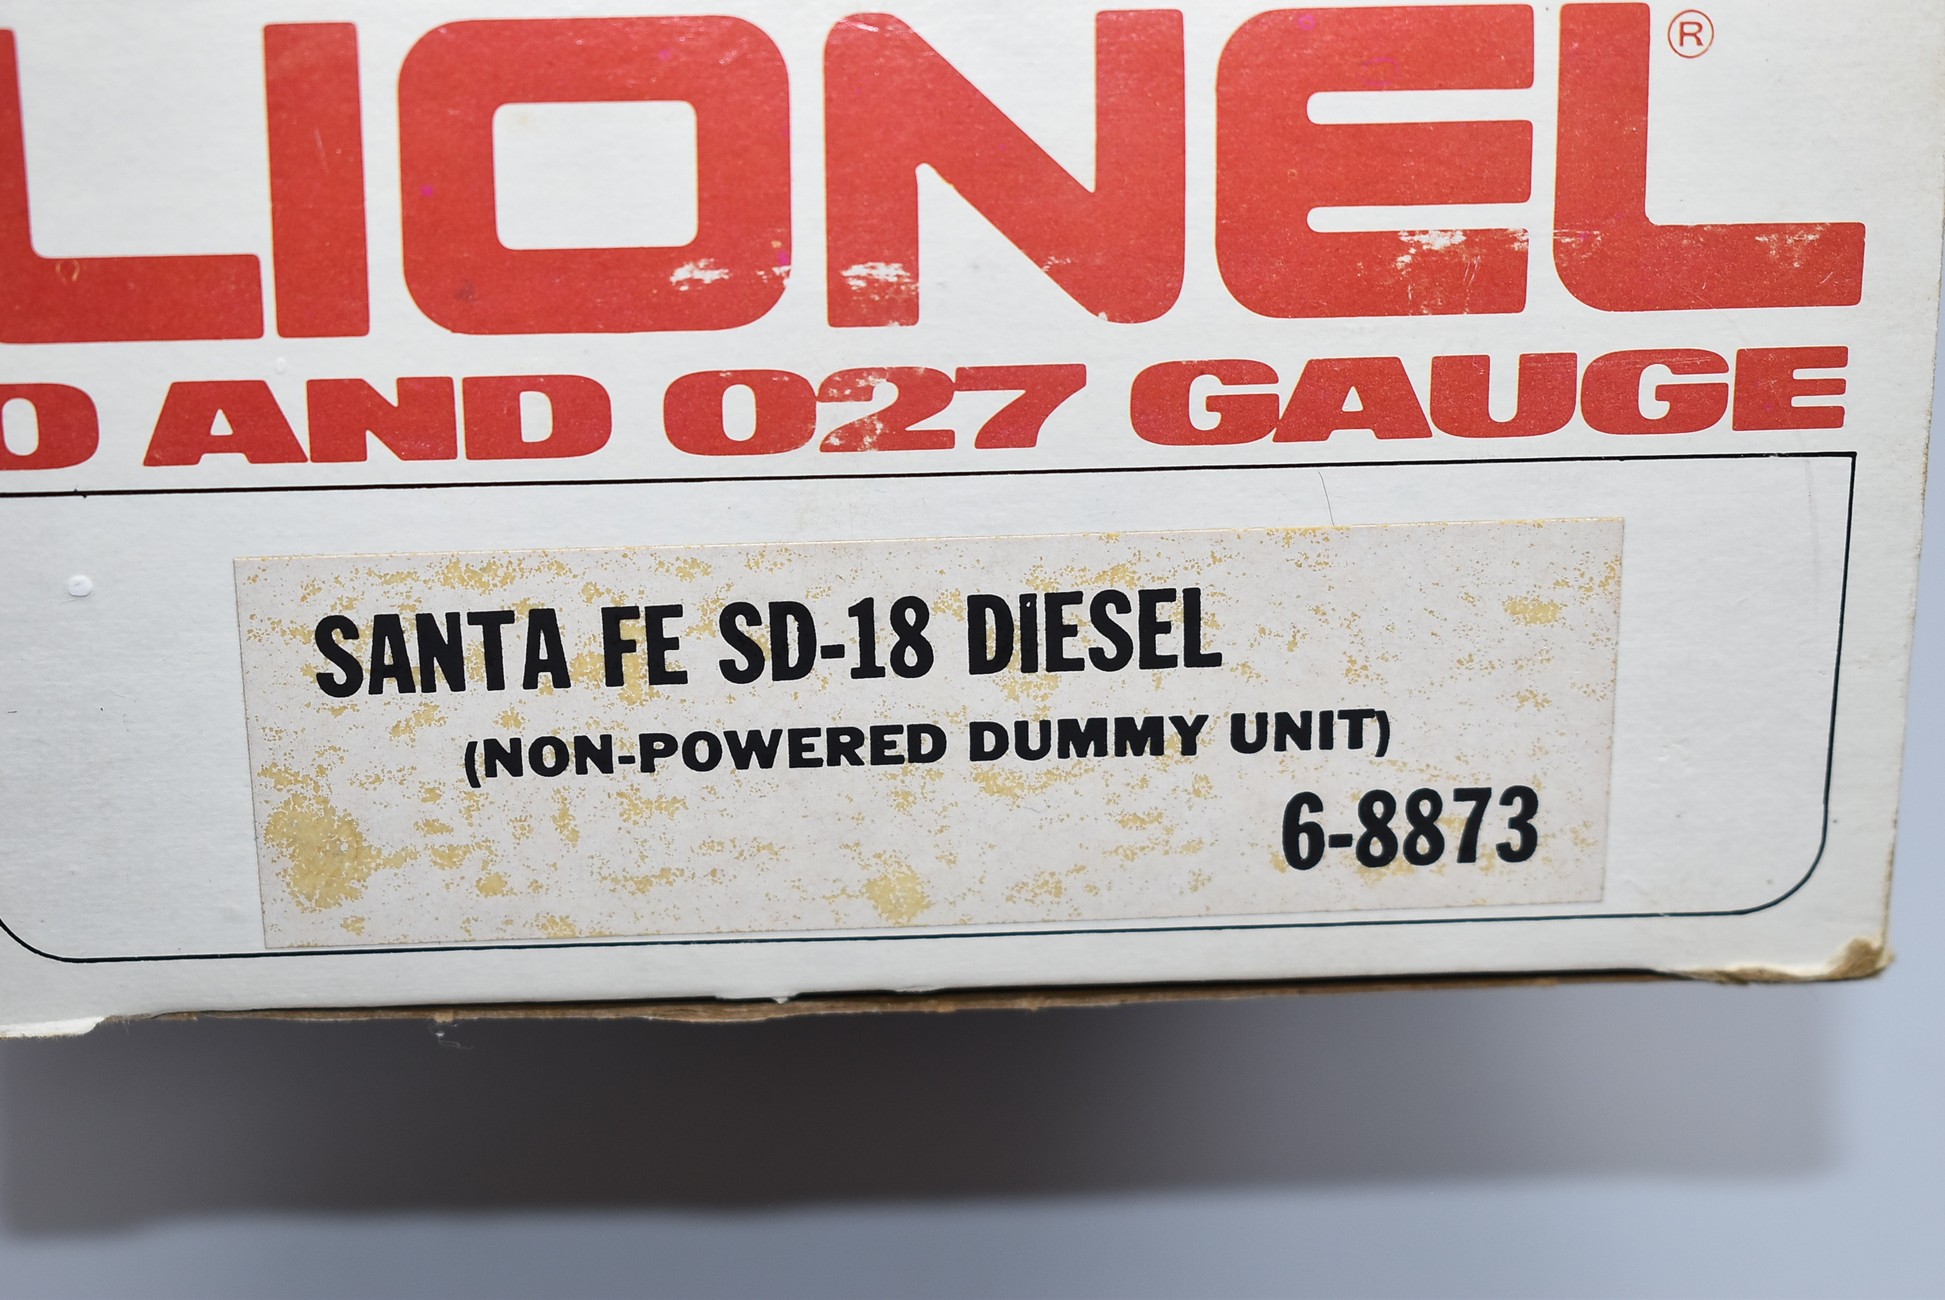 LIONEL®
O AND O27 GAUGE
SANTA FE SD-18 DIESEL
(NON-POWERED DUMMY UNIT)
6-8873